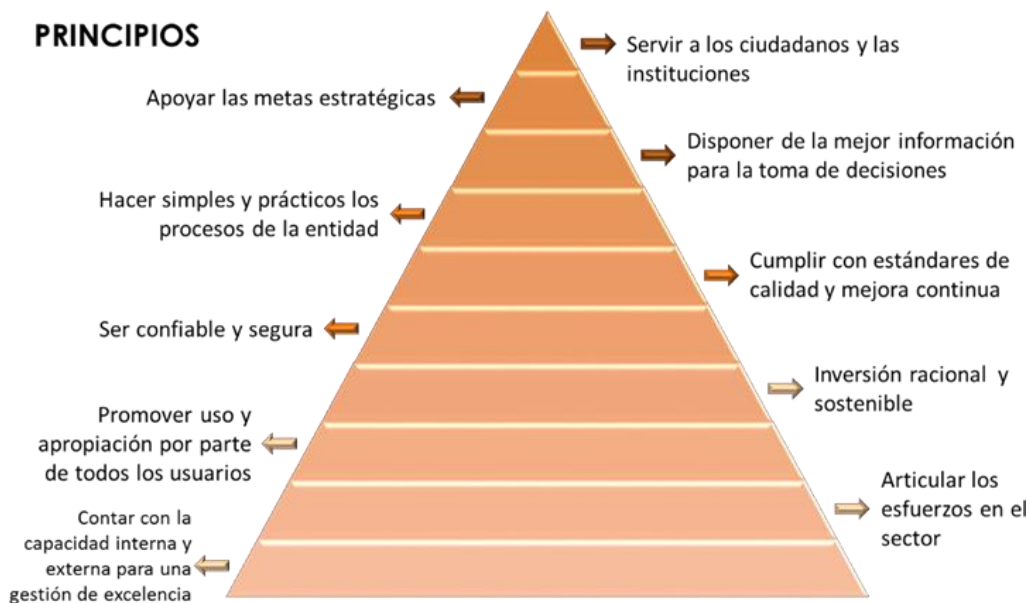 PRINCIPIOS
Servir a los ciudadanos y las
instituciones
Apoyar las metas estratégicas
Disponer de la mejor información
para la toma de decisiones
Hacer simples y prácticos los
procesos de la entidad
Cumplir con estándares de
calidad y mejora continua
Ser confiable y segura
Inversión racional y
sostenible
Promover uso y
apropiación por parte
de todos los usuarios
Articular los
esfuerzos en el
sector
Contar con la
capacidad interna y
externa para una
gestión de excelencia